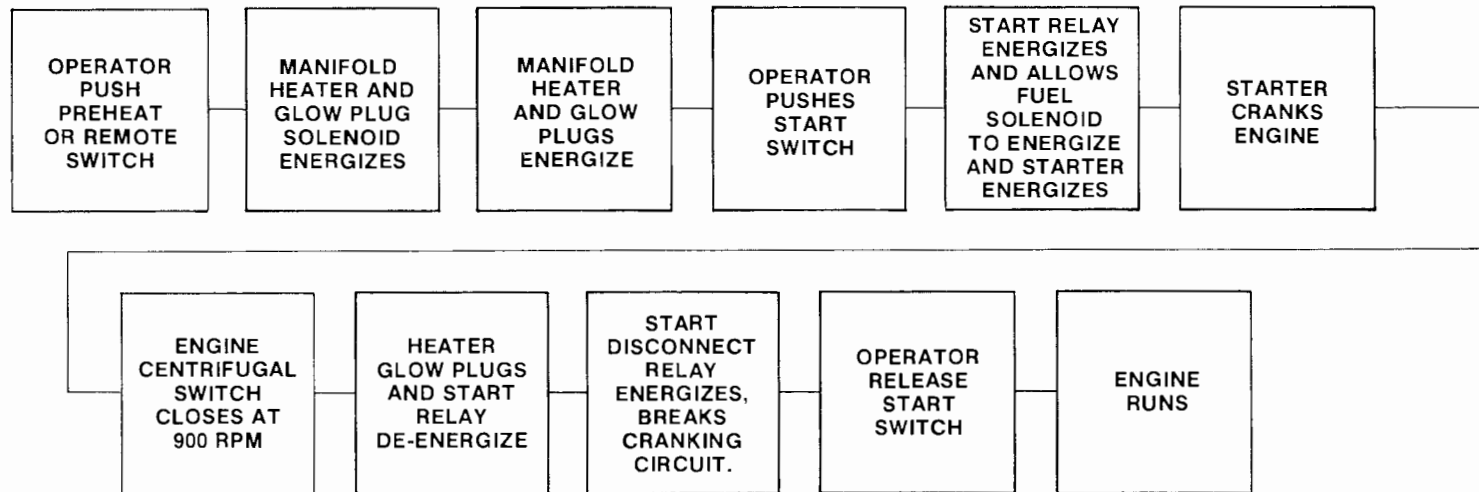 OPERATOR
PUSH
PREHEAT
OR REMOTE
SWITCH
MANIFOLD
HEATER AND
GLOW PLUG
SOLENOID
ENERGIZES
MANIFOLD
HEATER
AND GLOW
PLUGS
ENERGIZE
OPERATOR
PUSHES
START
SWITCH
START RELAY
ENERGIZES
AND ALLOWS
FUEL
SOLENOID
TO ENERGIZE
AND STARTER
ENERGIZES
STARTER
CRANKS
ENGINE
ENGINE
CENTRIFUGAL
SWITCH
CLOSES AT
900 RPM
HEATER
GLOW PLUGS
AND START
RELAY
DE-ENERGIZE
START
DISCONNECT
RELAY
ENERGIZES,
BREAKS
CRANKING
CIRCUIT.
OPERATOR
RELEASE
START
SWITCH
ENGINE
RUNS